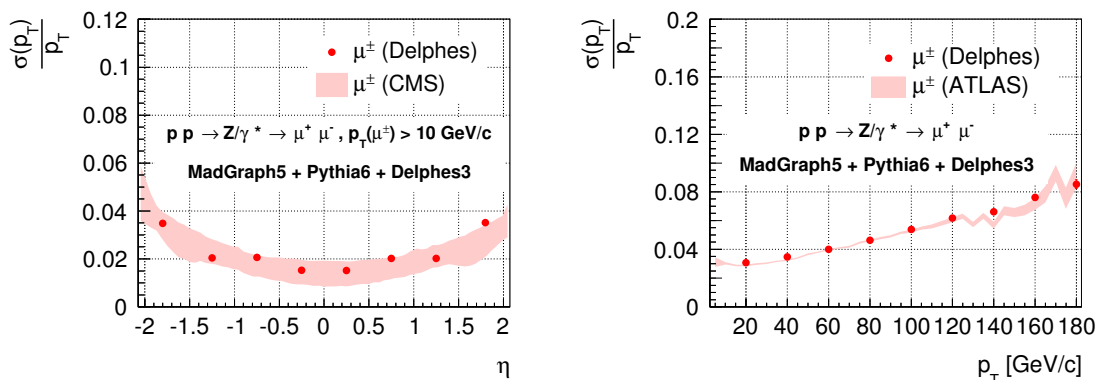 σ(p_T)
p_T
0.12
0.1
0.08
0.06
0.04
0.02
0
μ± (Delphes)
μ± (CMS)
p p → Z/γ * → μ+ μ- , p_T(μ±) > 10 GeV/c
MadGraph5 + Pythia6 + Delphes3
-2 -1.5 -1 -0.5 0 0.5 1 1.5 2
η
σ(p_T)
p_T
0.2
0.16
0.12
0.08
0.04
0
μ± (Delphes)
μ± (ATLAS)
p p → Z/γ * → μ+ μ-
MadGraph5 + Pythia6 + Delphes3
20 40 60 80 100 120 140 160 180
p_T [GeV/c]